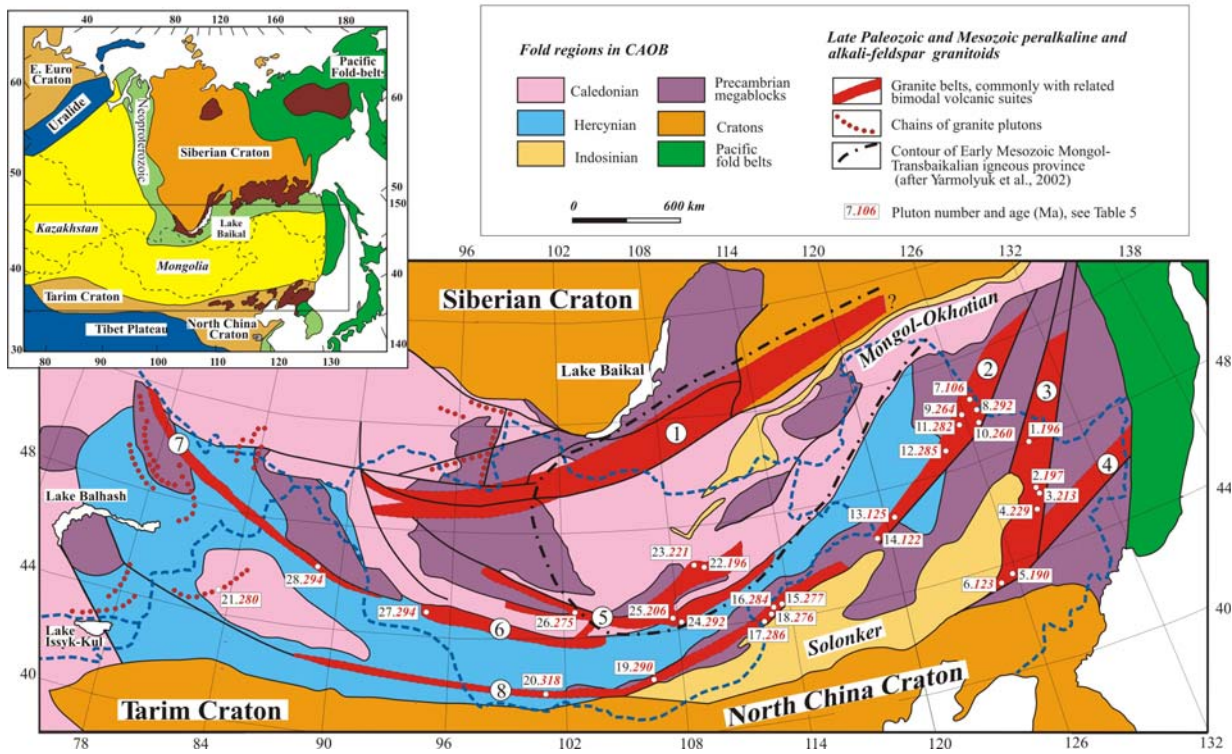 40
80
120
160
180
E. Euro
Craton
Pacific
Fold-belt
60
Uralide
Neoproterozoic
Siberian Craton
60
50
50
150
Kazakhstan
Lake
Baikal
Mongolia
40
40
Tarim Craton
North China
Craton
Tibet Plateau
30
140
80
90
100
110
120
130
Fold regions in CAOB
Caledonian
Hercynian
Indosinian
Precambrian
megablocks
Cratons
Pacific
fold belts
0
600 km
Late Paleozoic and Mesozoic peralkaline and
alkali-feldspar granitoids
Granite belts, commonly with related
bimodal volcanic suites
Chains of granite plutons
Contour of Early Mesozoic Mongol-
Transbaikalian igneous province
(after Yarmolyuk et al., 2002)
7.106 Pluton number and age (Ma), see Table 5
96
102
108
114
120
126
134
138
Siberian Craton
?
Lake Baikal
Mongol-Okhotian
48
48
44
44
40
40
Lake Balhash
Lake
Issyk-Kul
1
2
3
4
5
6
7
8
7.106
8.292
9.264
11.282
10.260
1.196
12.285
2.197
3.213
4.229
13.125
14.122
23.221
22.196
5.190
6.123
28.294
21.280
27.294
26.275
25.206
24.292
16.284
15.277
18.276
17.286
19.290
20.318
Solonker
Tarim Craton
North China Craton
78
84
90
96
102
108
114
120
126
132